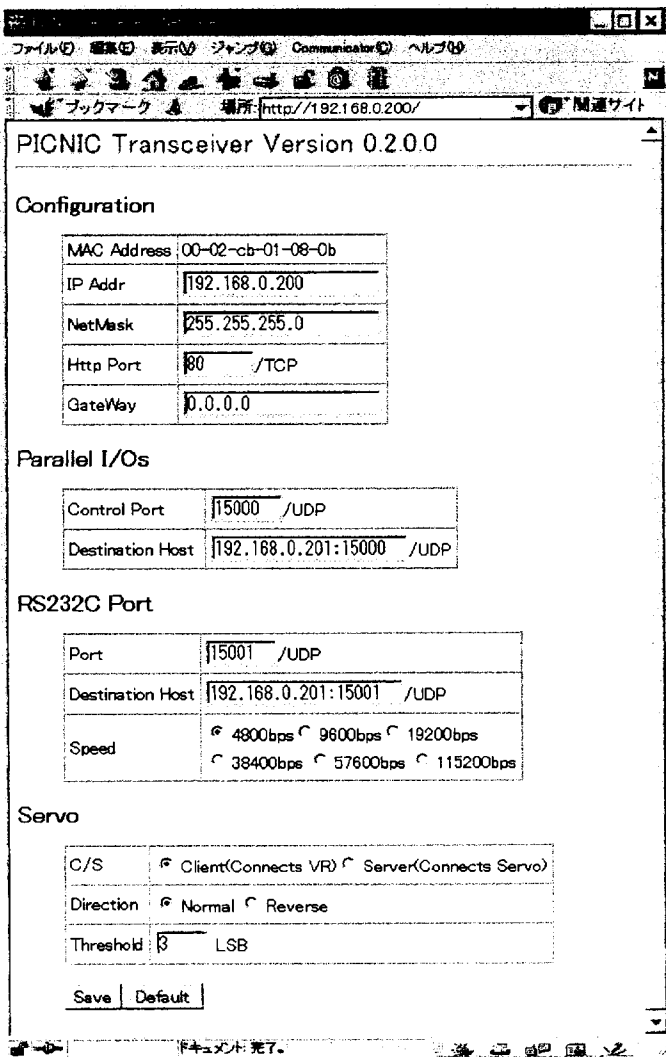 ファイル(F) 編集(E) 表示(V) ジャンプ(G) Communicator(C) ヘルプ(H)
ブックマーク 場所: http://192.168.0.200/ 関連サイト
PICNIC Transceiver Version 0.2.0.0
Configuration
MAC Address 00-02-cb-01-08-0b
IP Addr 192.168.0.200
NetMask 255.255.255.0
Http Port 80 /TCP
GateWay 0.0.0.0
Parallel I/Os
Control Port 15000 /UDP
Destination Host 192.168.0.201:15000 /UDP
RS232C Port
Port 15001 /UDP
Destination Host 192.168.0.201:15001 /UDP
Speed 4800bps 9600bps 19200bps
38400bps 57600bps 115200bps
Servo
C/S Client(Connects VR) Server(Connects Servo)
Direction Normal Reverse
Threshold 3 LSB
Save Default
ドキュメント: 完了。